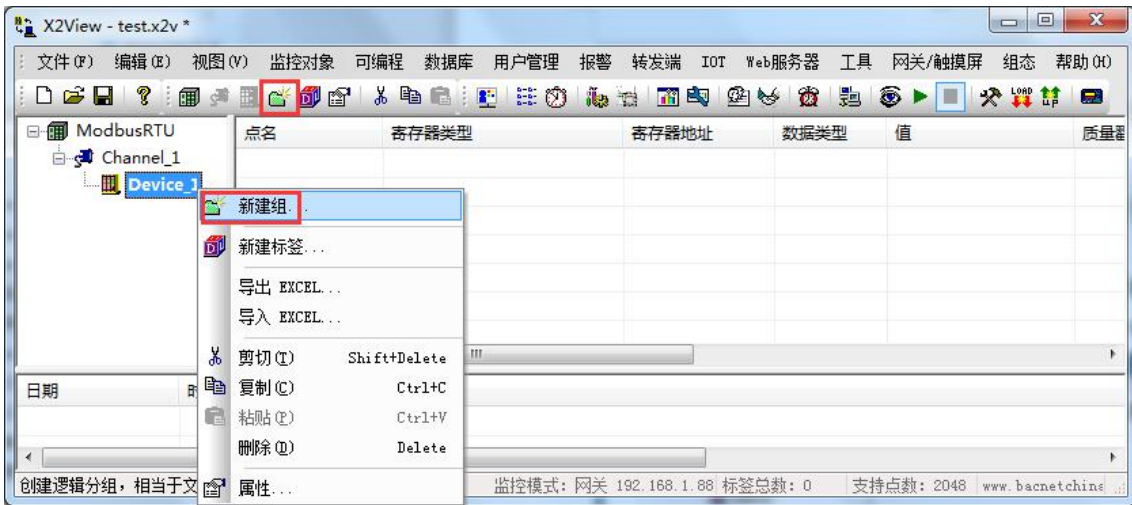 X2View - test.x2v *
文件(F) 编辑(E) 视图(V) 监控对象 可编程 数据库 用户管理 报警 转发端 IOT Web服务器 工具 网关/触摸屏 组态 帮助(H)
LOAD
UP
ModbusRTU 点名 寄存器类型 寄存器地址 数据类型 值
Channel_1
Device_1
新建组...
新建标签...
导出 EXCEL...
导入 EXCEL...
剪切(T) Shift+Delete
日期 复制(C) Ctrl+C
粘贴(P) Ctrl+V
删除(D) Delete
创建逻辑分组，相当于文 属性... 监控模式: 网关 192.168.1.88 标签总数: 0 支持点数: 2048 www.bacnetchina